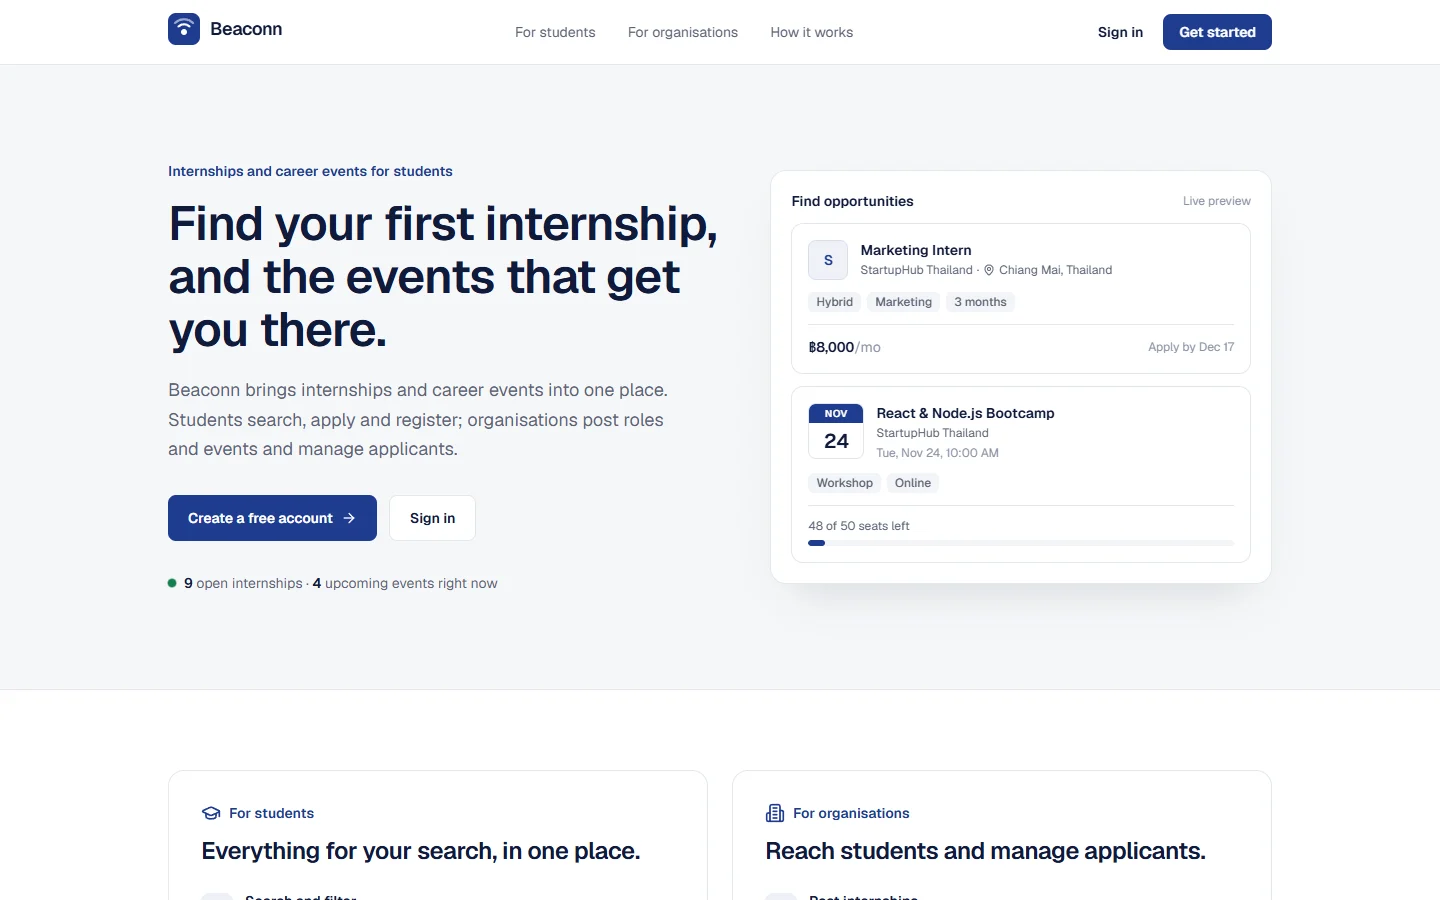 Beaconn
For students
For organisations
How it works
Sign in
Get started
Internships and career events for students
Find your first internship,
and the events that get
you there.
Beaconn brings internships and career events into one place.
Students search, apply and register; organisations post roles
and events and manage applicants.
Create a free account
Sign in
9 open internships · 4 upcoming events right now
Find opportunities
Live preview
S
Marketing Intern
StartupHub Thailand · Chiang Mai, Thailand
Hybrid
Marketing
3 months
฿8,000/mo
Apply by Dec 17
NOV
24
React & Node.js Bootcamp
StartupHub Thailand
Tue, Nov 24, 10:00 AM
Workshop
Online
48 of 50 seats left
For students
Everything for your search, in one place.
Search and filter
For organisations
Reach students and manage applicants.
Post internships